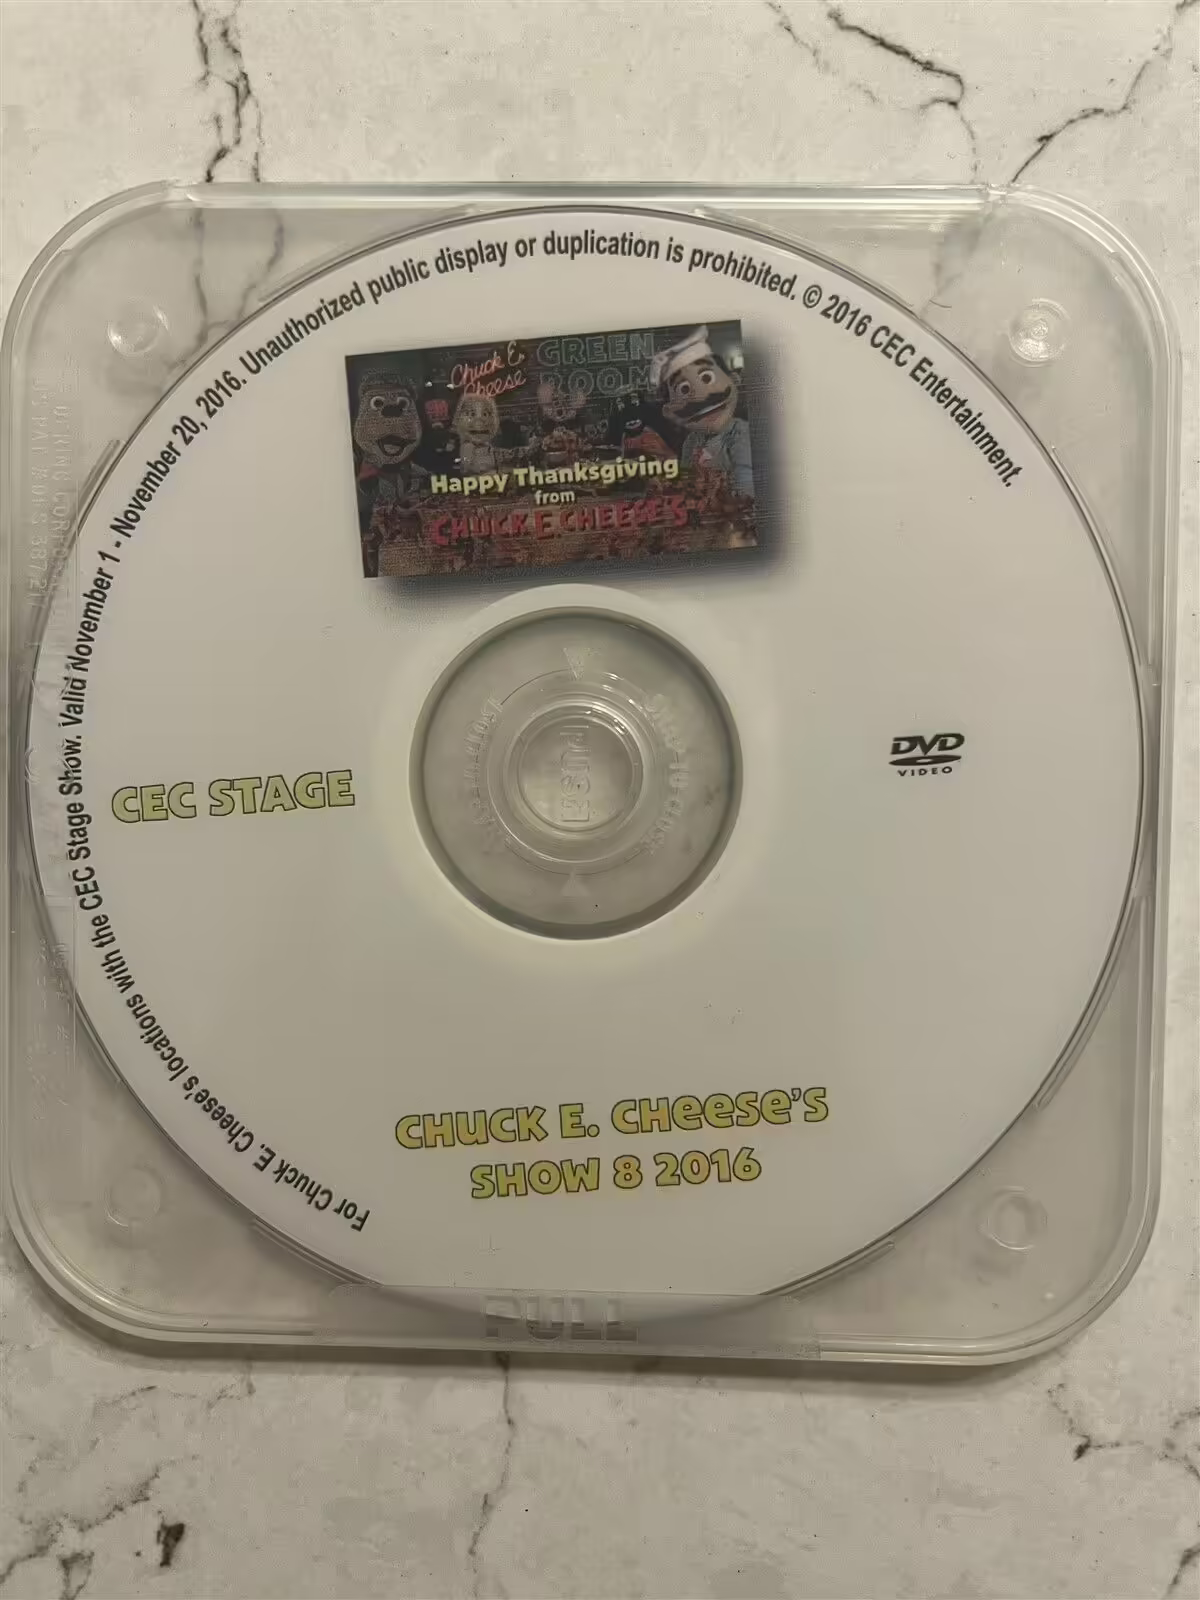 For Chuck E. Cheese's locations with the CEC Stage Show. Valid November 1 - November 20, 2016. Unauthorized public display or duplication is prohibited. © 2016 CEC Entertainment.
Chuck E.
Cheese
GREEN
ROOM
Happy Thanksgiving
from
CHUCK E. CHEESE'S
PUSH
DVD
VIDEO
CEC STAGE
CHUCK E. CHeese's
SHOW 8 2016
PULL